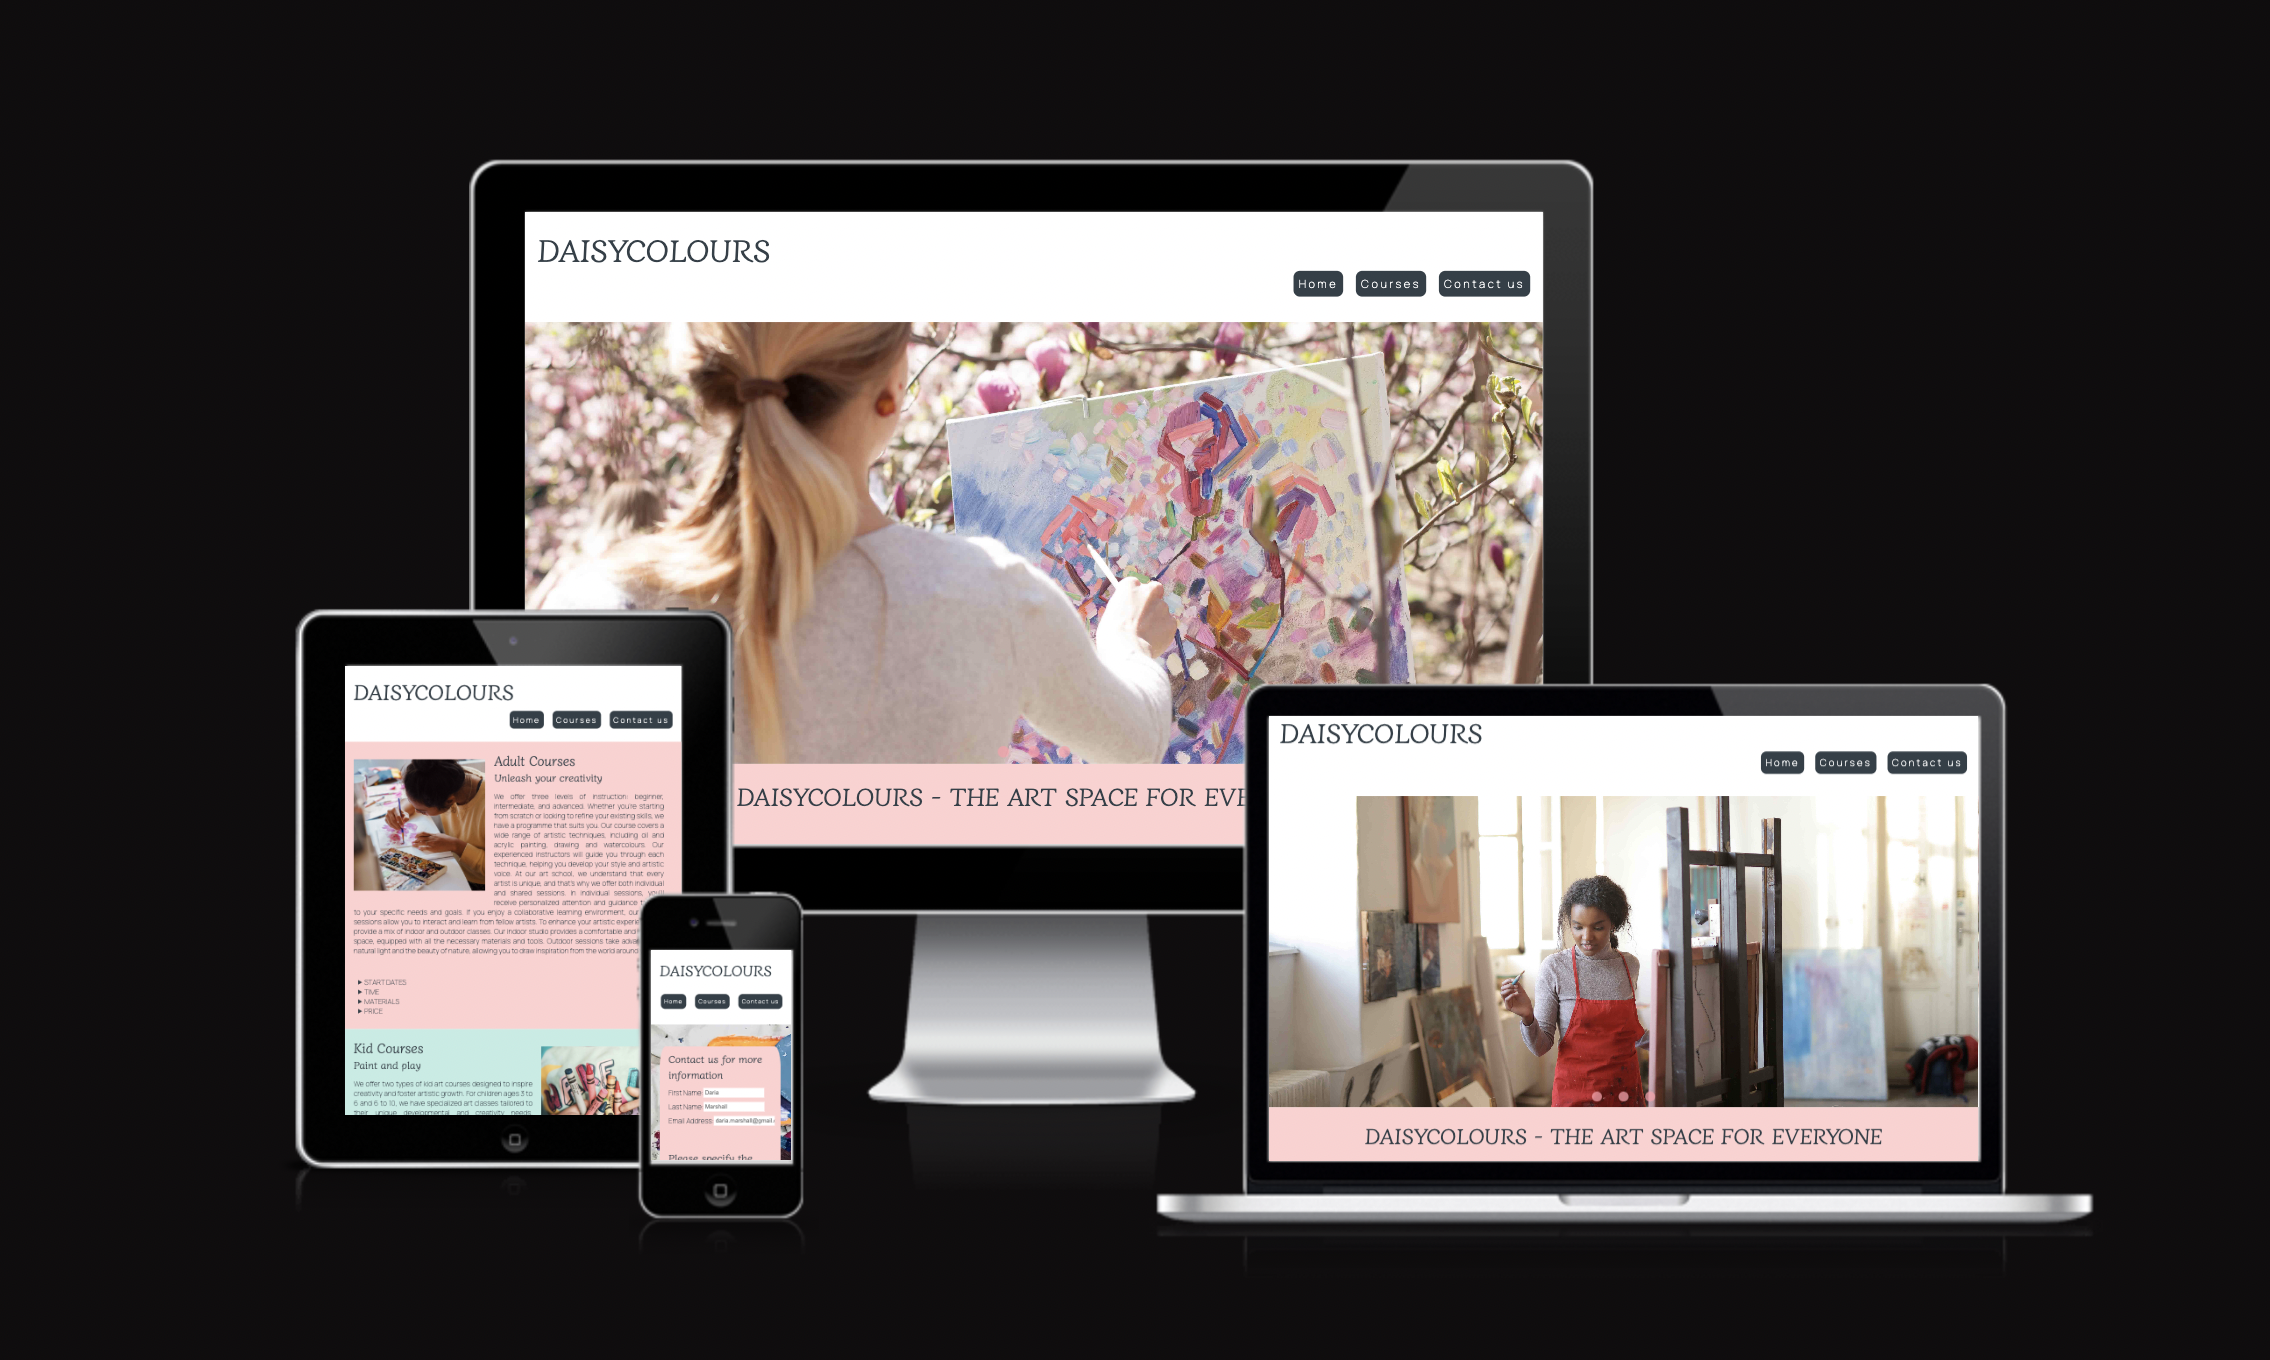 DAISYCOLOURS
Home Courses Contact us
DAISYCOLOURS - THE ART SPACE FOR
DAISYCOLOURS
Home Courses Contact us
Adult Courses
Unleash your creativity
We offer three levels of instruction: beginner,
intermediate, and advanced. Whether you're starting
from scratch or looking to refine your existing skills, we
have a programme that suits you. Our course covers a
wide range of artistic techniques, including oil and
acrylic painting, drawing and watercolours. Our
experienced instructors will guide you through each
technique, helping you develop your style and artistic
voice. At our art school, we understand that every
artist is unique, and that's why we offer both individual
and shared sessions. In individual sessions, you'll
receive personalized attention and guidance
to your specific needs and goals. If you enjoy a collaborative learning environment, our
sessions allow you to interact and learn from fellow artists. To enhance your artistic
provide a mix of indoor and outdoor classes. Our indoor studio provides a comfortable and
space, equipped with all the necessary materials and tools. Outdoor sessions take
natural light and the beauty of nature, allowing you to draw inspiration from the world around
START DATES
TIME
MATERIALS
PRICE
Kid Courses
Paint and play
We offer two types of kid art courses designed to inspire
creativity and foster artistic growth. For children ages 3 to
6 and 6 to 10, we have specialized art classes tailored to
their unique developmental and creativity needs.
DAISYCOLOURS
Home Courses Contact us
Contact us for more
information
First Name: Daria
Last Name: Marshall
Email Address: daria.marshall@gmail.
Please specify the
DAISYCOLOURS
Home Courses Contact us
DAISYCOLOURS - THE ART SPACE FOR EVERYONE